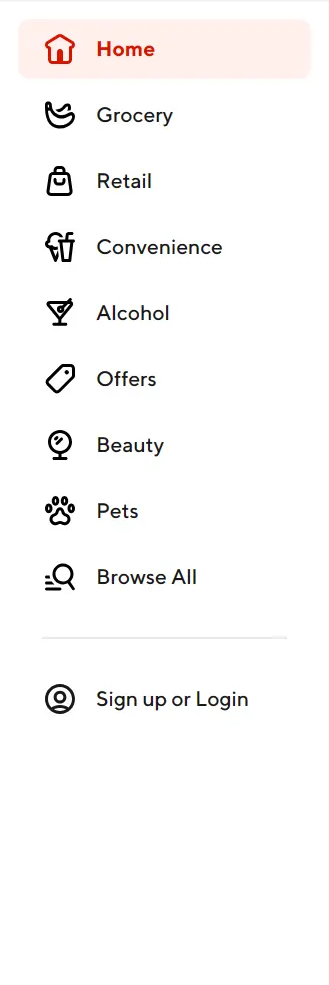 Home
Grocery
Retail
Convenience
Alcohol
Offers
Beauty
Pets
Browse All
Sign up or Login